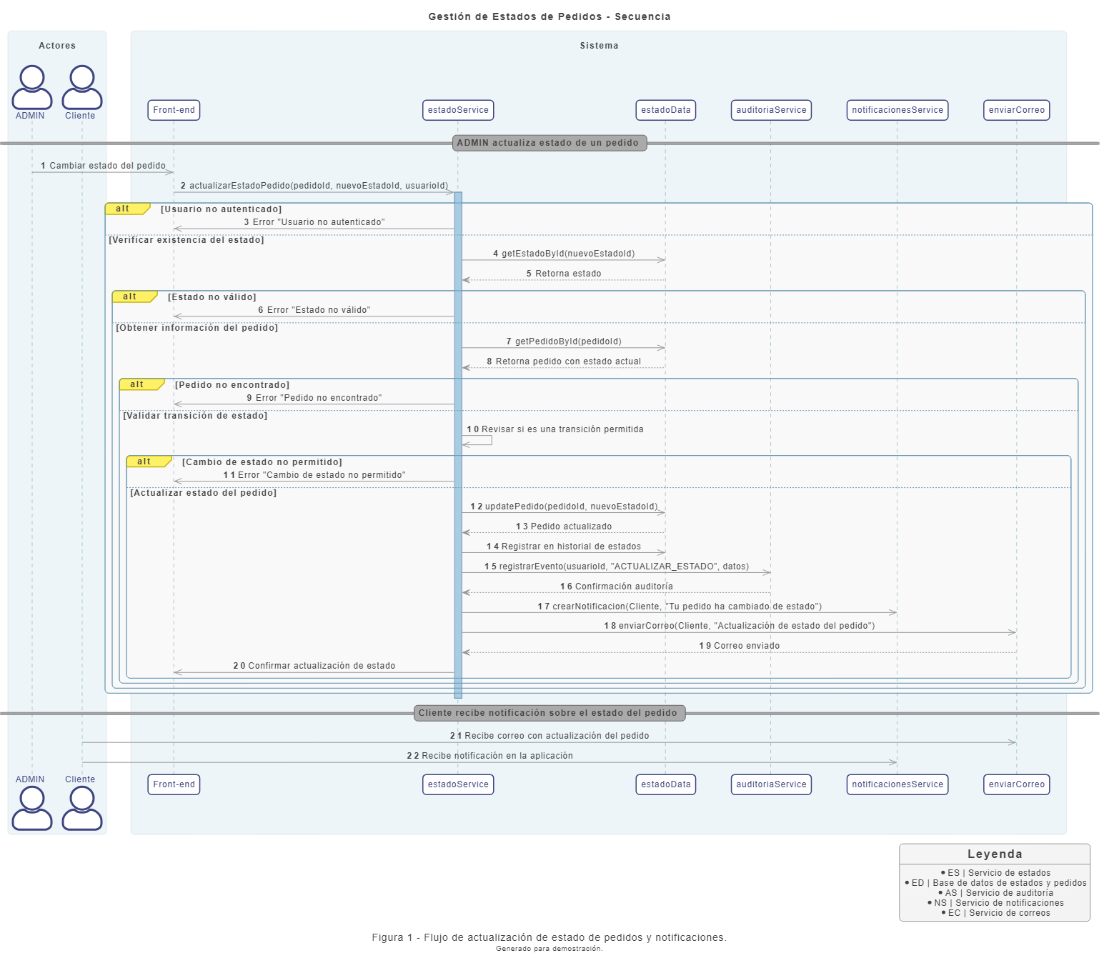 Gestión de Estados de Pedidos - Secuencia
Actores
Sistema
ADMIN
Cliente
Front-end
estadoService
estadoData
auditoriaService
notificacionesService
enviarCorreo
ADMIN actualiza estado de un pedido
1 Cambiar estado del pedido
2 actualizarEstadoPedido(pedidoId, nuevoEstadoId, usuarioId)
alt [Usuario no autenticado]
3 Error "Usuario no autenticado"
[Verificar existencia del estado]
4 getEstadoById(nuevoEstadoId)
5 Retorna estado
alt [Estado no válido]
6 Error "Estado no válido"
[Obtener información del pedido]
7 getPedidoById(pedidoId)
8 Retorna pedido con estado actual
alt [Pedido no encontrado]
9 Error "Pedido no encontrado"
[Validar transición de estado]
10 Revisar si es una transición permitida
alt [Cambio de estado no permitido]
11 Error "Cambio de estado no permitido"
[Actualizar estado del pedido]
12 updatePedido(pedidoId, nuevoEstadoId)
13 Pedido actualizado
14 Registrar en historial de estados
15 registrarEvento(usuarioId, "ACTUALIZAR_ESTADO", datos)
16 Confirmación auditoría
17 crearNotificacion(Cliente, "Tu pedido ha cambiado de estado")
18 enviarCorreo(Cliente, "Actualización de estado del pedido")
19 Correo enviado
20 Confirmar actualización de estado
Cliente recibe notificación sobre el estado del pedido
21 Recibe correo con actualización del pedido
22 Recibe notificación en la aplicación
ADMIN
Cliente
Front-end
estadoService
estadoData
auditoriaService
notificacionesService
enviarCorreo
Leyenda
• ES | Servicio de estados
• ED | Base de datos de estados y pedidos
• AS | Servicio de auditoría
• NS | Servicio de notificaciones
• EC | Servicio de correos
Figura 1 - Flujo de actualización de estado de pedidos y notificaciones.
Generado para demostración.